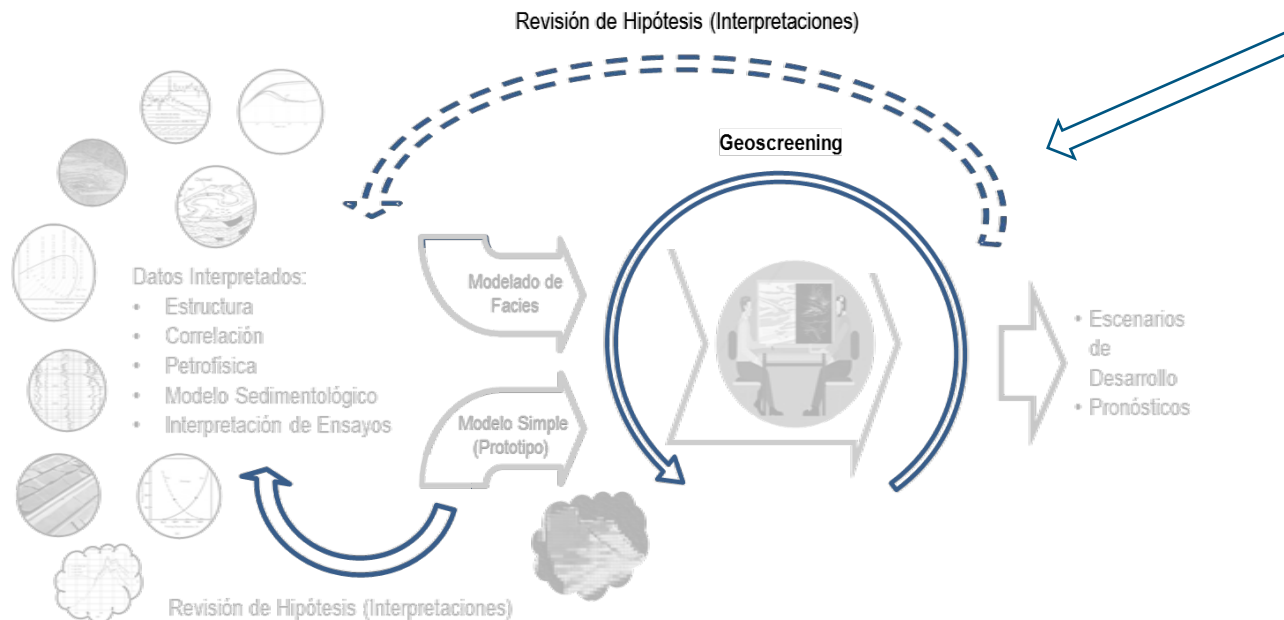 Revisión de Hipótesis (Interpretaciones)
Geoscreening
Datos Interpretados:
• Estructura
• Correlación
• Petrofísica
• Modelo Sedimentológico
• Interpretación de Ensayos
Modelado de
Facies
Modelo Simple
(Prototipo)
• Escenarios
de
Desarrollo
• Pronósticos
Revisión de Hipótesis (Interpretaciones)